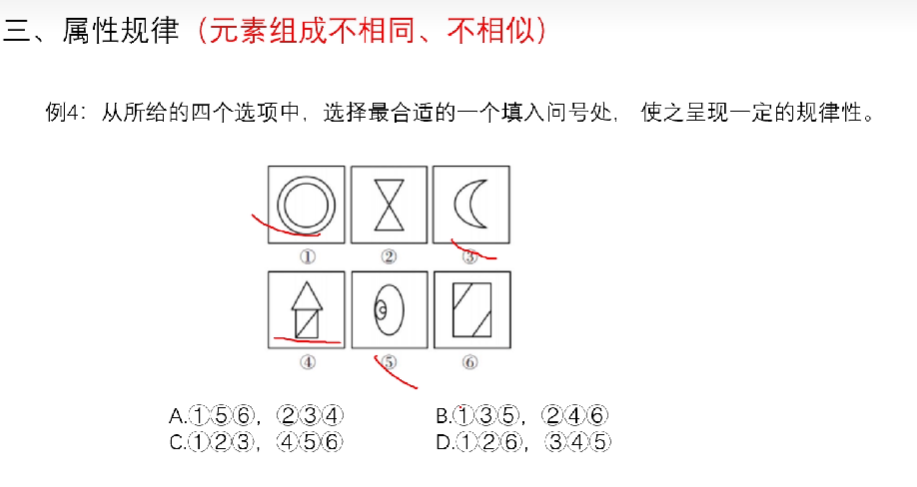 三、属性规律（元素组成不相同、不相似）
例4：从所给的四个选项中，选择最合适的一个填入问号处， 使之呈现一定的规律性。
① ② ③
④ ⑤ ⑥
A.①⑤⑥，②③④ B.①③⑤，②④⑥
C.①②③，④⑤⑥ D.①②⑥，③④⑤